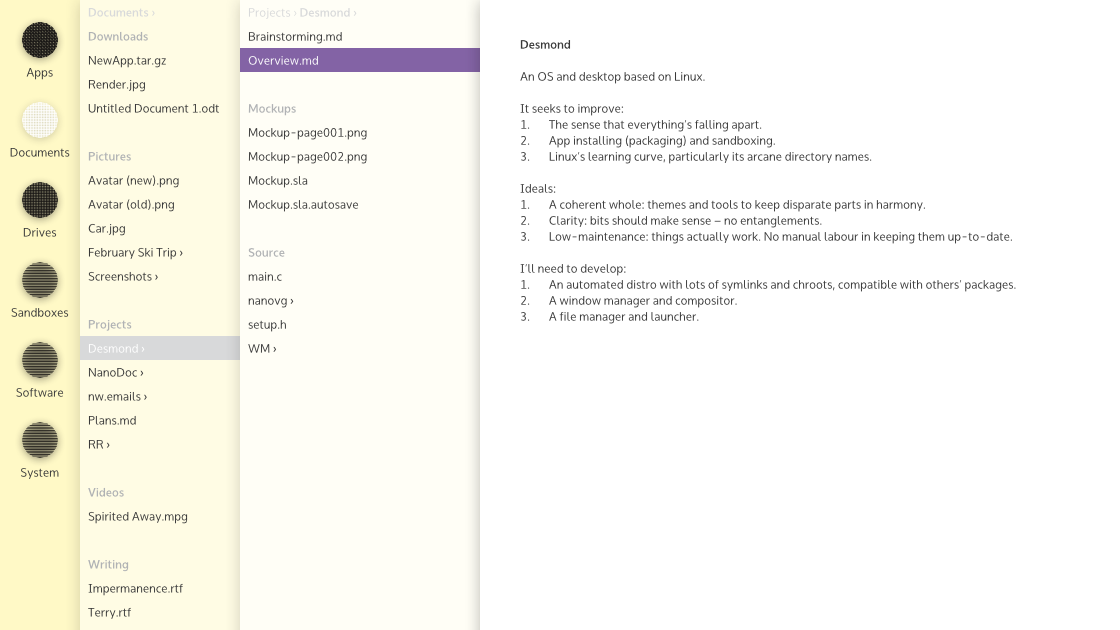 Apps
Documents
Drives
Sandboxes
Software
System
Documents ›
Downloads
NewApp.tar.gz
Render.jpg
Untitled Document 1.odt
Pictures
Avatar (new).png
Avatar (old).png
Car.jpg
February Ski Trip ›
Screenshots ›
Projects
Desmond ›
NanoDoc ›
nw.emails ›
Plans.md
RR ›
Videos
Spirited Away.mpg
Writing
Impermanence.rtf
Terry.rtf
Projects › Desmond ›
Brainstorming.md
Overview.md
Mockups
Mockup-page001.png
Mockup-page002.png
Mockup.sla
Mockup.sla.autosave
Source
main.c
nanovg ›
setup.h
WM ›
Desmond
An OS and desktop based on Linux.
It seeks to improve:
1. The sense that everything's falling apart.
2. App installing (packaging) and sandboxing.
3. Linux's learning curve, particularly its arcane directory names.
Ideals:
1. A coherent whole: themes and tools to keep disparate parts in harmony.
2. Clarity: bits should make sense – no entanglements.
3. Low-maintenance: things actually work. No manual labour in keeping them up-to-date.
I'll need to develop:
1. An automated distro with lots of symlinks and chroots, compatible with others' packages.
2. A window manager and compositor.
3. A file manager and launcher.